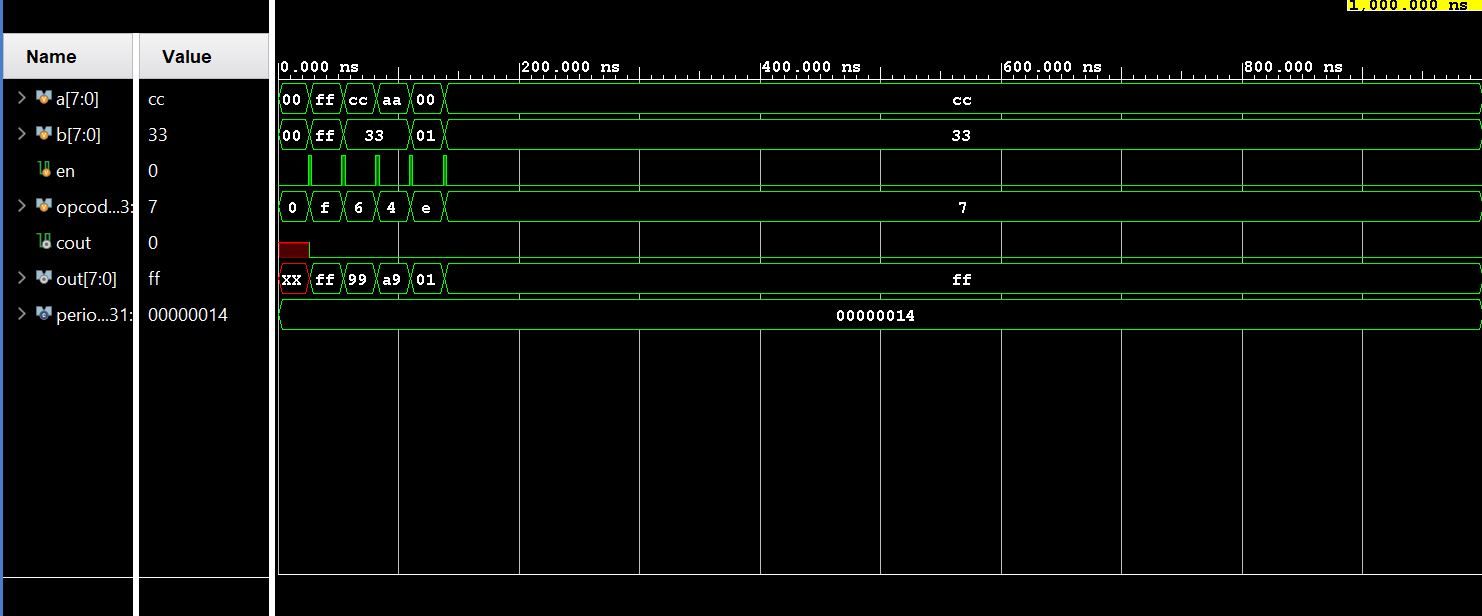 1,000.000 ns
Name Value
0.000 ns 200.000 ns 400.000 ns 600.000 ns 800.000 ns
a[7:0] cc 00 ff cc aa 00 cc
b[7:0] 33 00 ff 33 01 33
en 0
opcod...3: 7 0 f 6 4 e 7
cout 0
out[7:0] ff XX ff 99 a9 01 ff
perio...31: 00000014 00000014